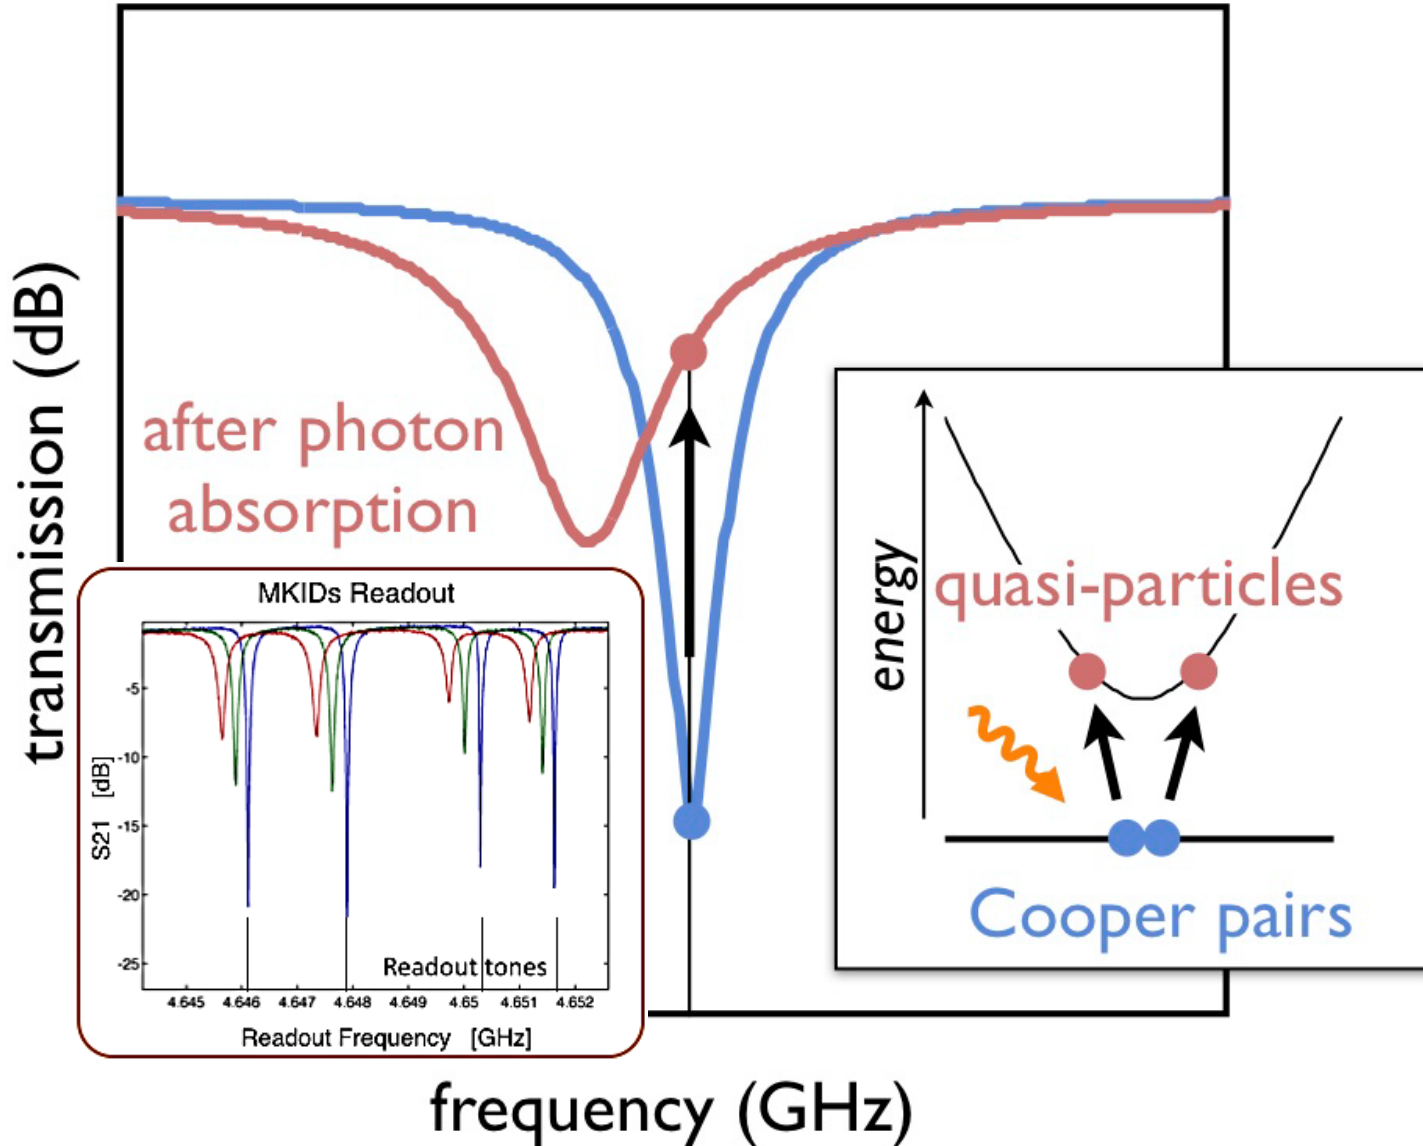 transmission (dB)
after photon
absorption
MKIDs Readout
S21 [dB]
-5
-10
-15
-20
-25
Readout tones
4.645 4.646 4.647 4.648 4.649 4.65 4.651 4.652
Readout Frequency [GHz]
energy
quasi-particles
Cooper pairs
frequency (GHz)